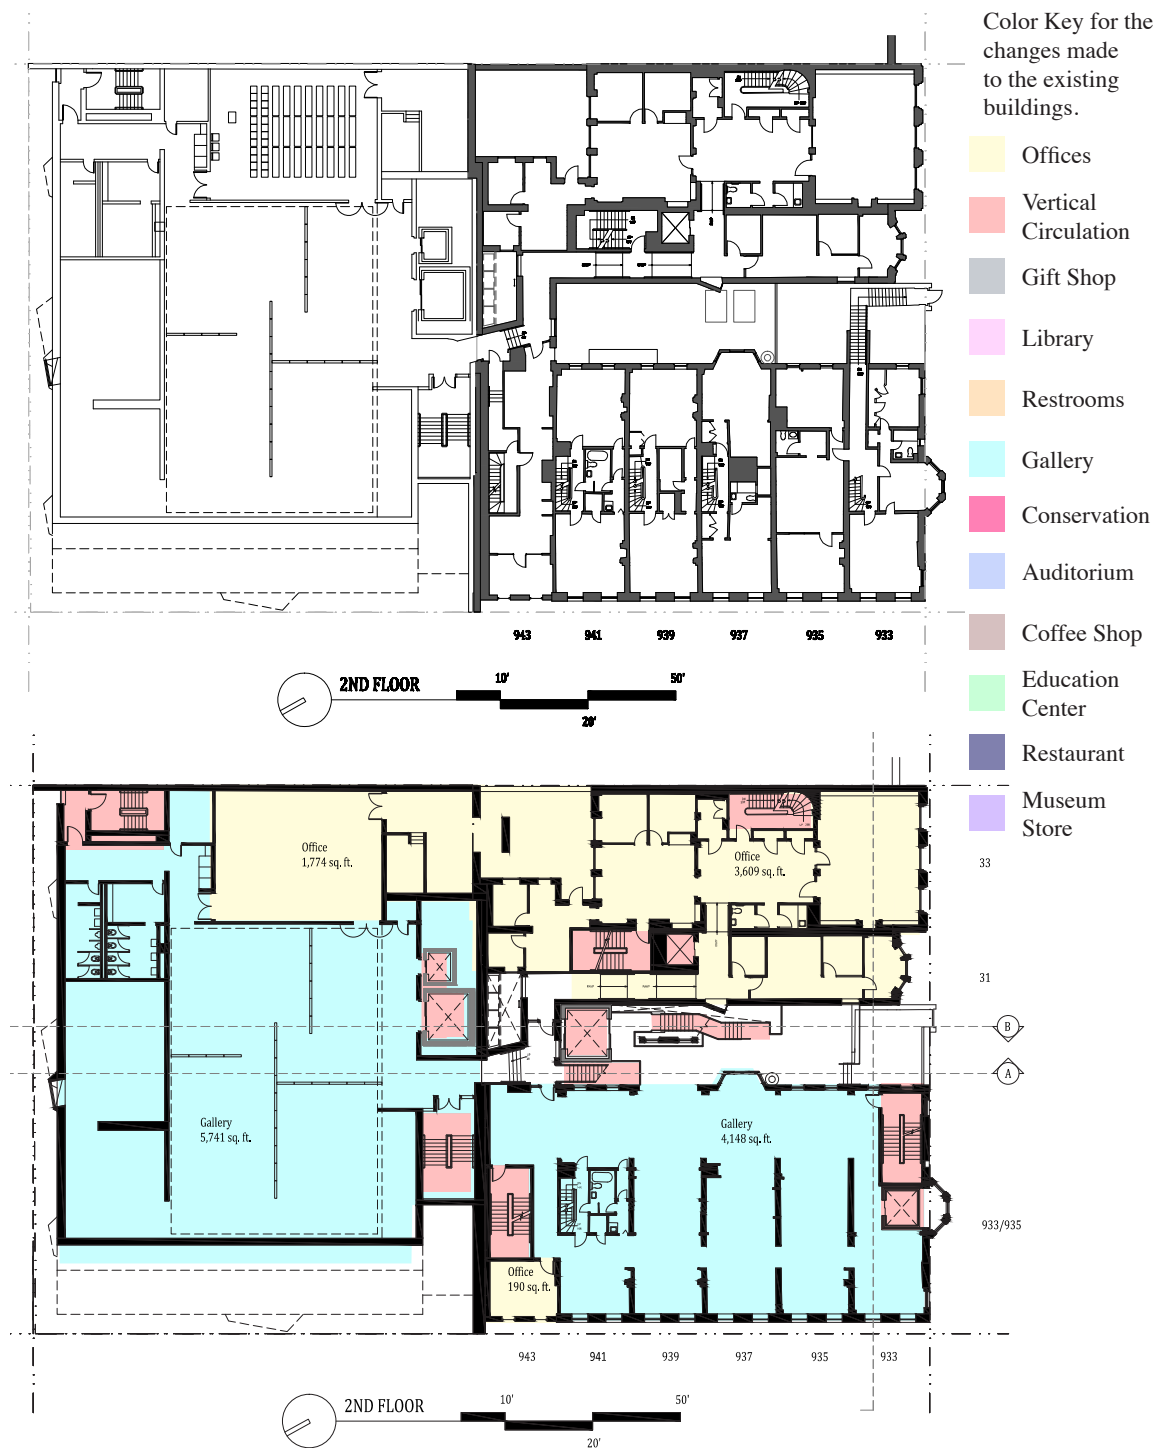 Color Key for the
changes made
to the existing
buildings.
Offices
Vertical
Circulation
Gift Shop
Library
Restrooms
Gallery
Conservation
Auditorium
Coffee Shop
Education
Center
Restaurant
Museum
Store
943 941 939 937 935 933
2ND FLOOR
10' 50'
20'
Office
1,774 sq. ft.
Office
3,609 sq. ft.
33
31
B
A
Gallery
5,741 sq. ft.
Gallery
4,148 sq. ft.
933/935
Office
190 sq. ft.
943 941 939 937 935 933
2ND FLOOR
10' 50'
20'